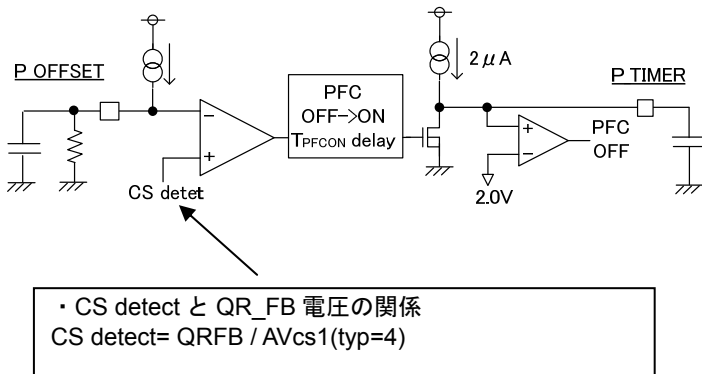 P OFFSET
2μA
P TIMER
PFC
OFF->ON
TPFCON delay
PFC
OFF
CS detet
2.0V
・CS detect と QR_FB 電圧の関係
CS detect= QRFB / AVcs1(typ=4)